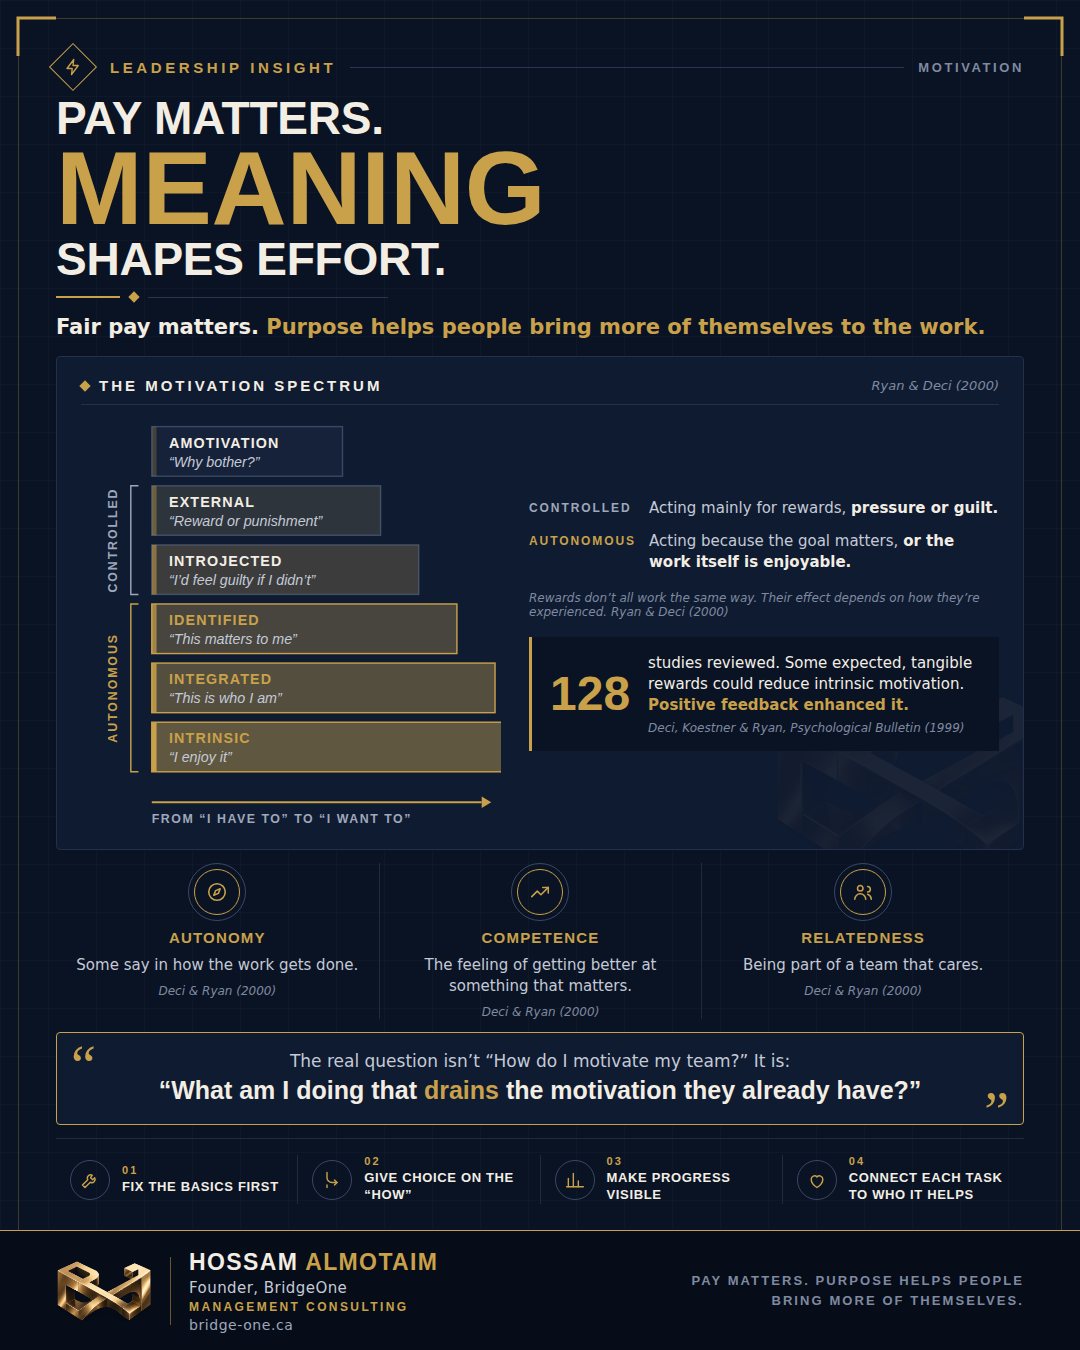 LEADERSHIP INSIGHT
MOTIVATION
PAY MATTERS.
MEANING
SHAPES EFFORT.
Fair pay matters. Purpose helps people bring more of themselves to the work.
THE MOTIVATION SPECTRUM
Ryan & Deci (2000)
AMOTIVATION
“Why bother?”
CONTROLLED
EXTERNAL
“Reward or punishment”
INTROJECTED
“I’d feel guilty if I didn’t”
AUTONOMOUS
IDENTIFIED
“This matters to me”
INTEGRATED
“This is who I am”
INTRINSIC
“I enjoy it”
FROM “I HAVE TO” TO “I WANT TO”
CONTROLLED Acting mainly for rewards, pressure or guilt.
AUTONOMOUS Acting because the goal matters, or the
work itself is enjoyable.
Rewards don’t all work the same way. Their effect depends on how they’re
experienced. Ryan & Deci (2000)
128
studies reviewed. Some expected, tangible
rewards could reduce intrinsic motivation.
Positive feedback enhanced it.
Deci, Koestner & Ryan, Psychological Bulletin (1999)
AUTONOMY
Some say in how the work gets done.
Deci & Ryan (2000)
COMPETENCE
The feeling of getting better at
something that matters.
Deci & Ryan (2000)
RELATEDNESS
Being part of a team that cares.
Deci & Ryan (2000)
The real question isn’t “How do I motivate my team?” It is:
“What am I doing that drains the motivation they already have?”
01
FIX THE BASICS FIRST
02
GIVE CHOICE ON THE
“HOW”
03
MAKE PROGRESS
VISIBLE
04
CONNECT EACH TASK
TO WHO IT HELPS
HOSSAM ALMOTAIM
Founder, BridgeOne
MANAGEMENT CONSULTING
bridge-one.ca
PAY MATTERS. PURPOSE HELPS PEOPLE
BRING MORE OF THEMSELVES.